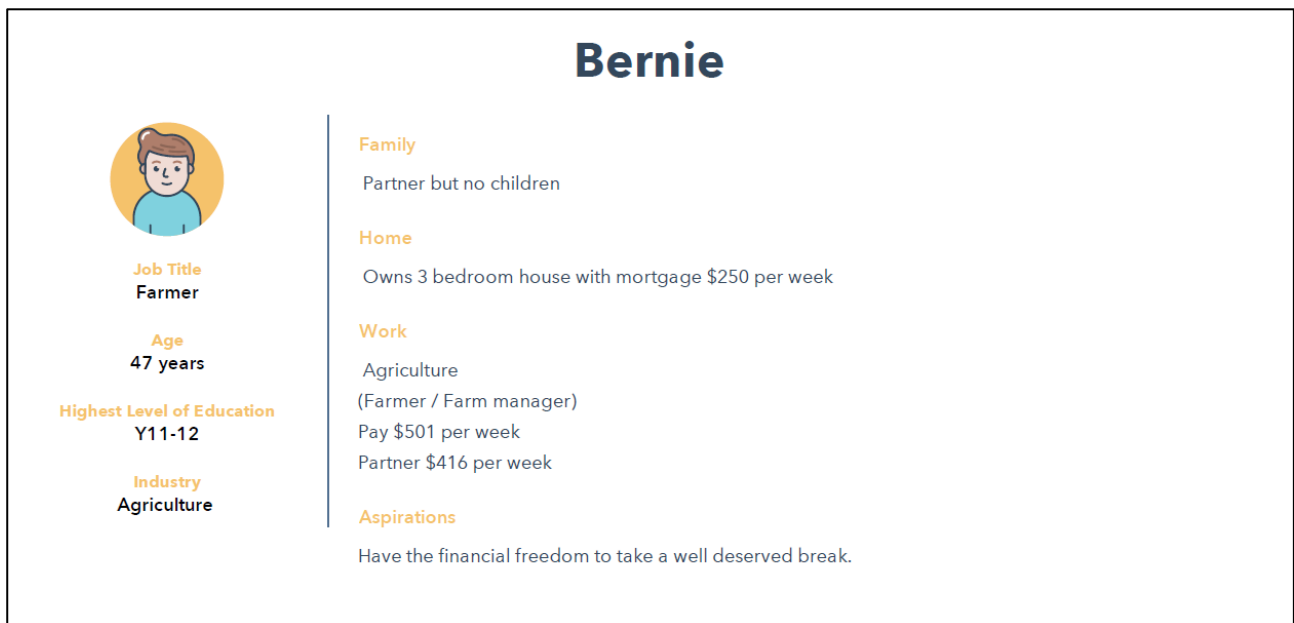 Bernie
Job Title
Farmer
Age
47 years
Highest Level of Education
Y11-12
Industry
Agriculture
Family
Partner but no children
Home
Owns 3 bedroom house with mortgage $250 per week
Work
Agriculture
(Farmer / Farm manager)
Pay $501 per week
Partner $416 per week
Aspirations
Have the financial freedom to take a well deserved break.